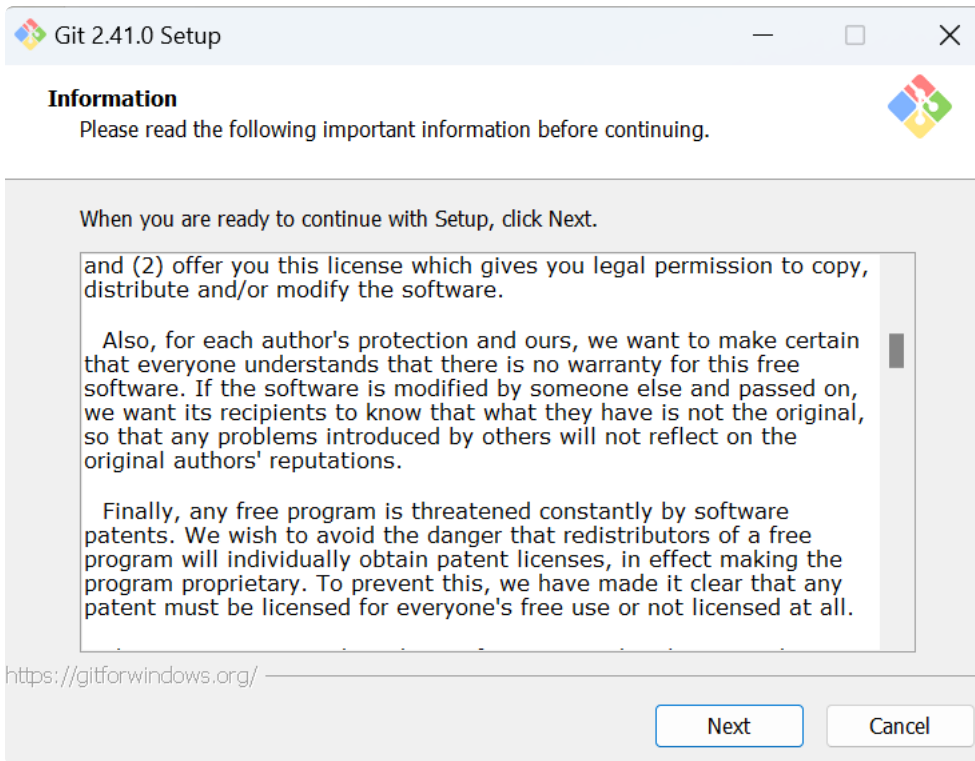 Git 2.41.0 Setup
Information
Please read the following important information before continuing.
When you are ready to continue with Setup, click Next.
and (2) offer you this license which gives you legal permission to copy,
distribute and/or modify the software.
Also, for each author's protection and ours, we want to make certain
that everyone understands that there is no warranty for this free
software. If the software is modified by someone else and passed on,
we want its recipients to know that what they have is not the original,
so that any problems introduced by others will not reflect on the
original authors' reputations.
Finally, any free program is threatened constantly by software
patents. We wish to avoid the danger that redistributors of a free
program will individually obtain patent licenses, in effect making the
program proprietary. To prevent this, we have made it clear that any
patent must be licensed for everyone's free use or not licensed at all.
https://gitforwindows.org/
Next
Cancel